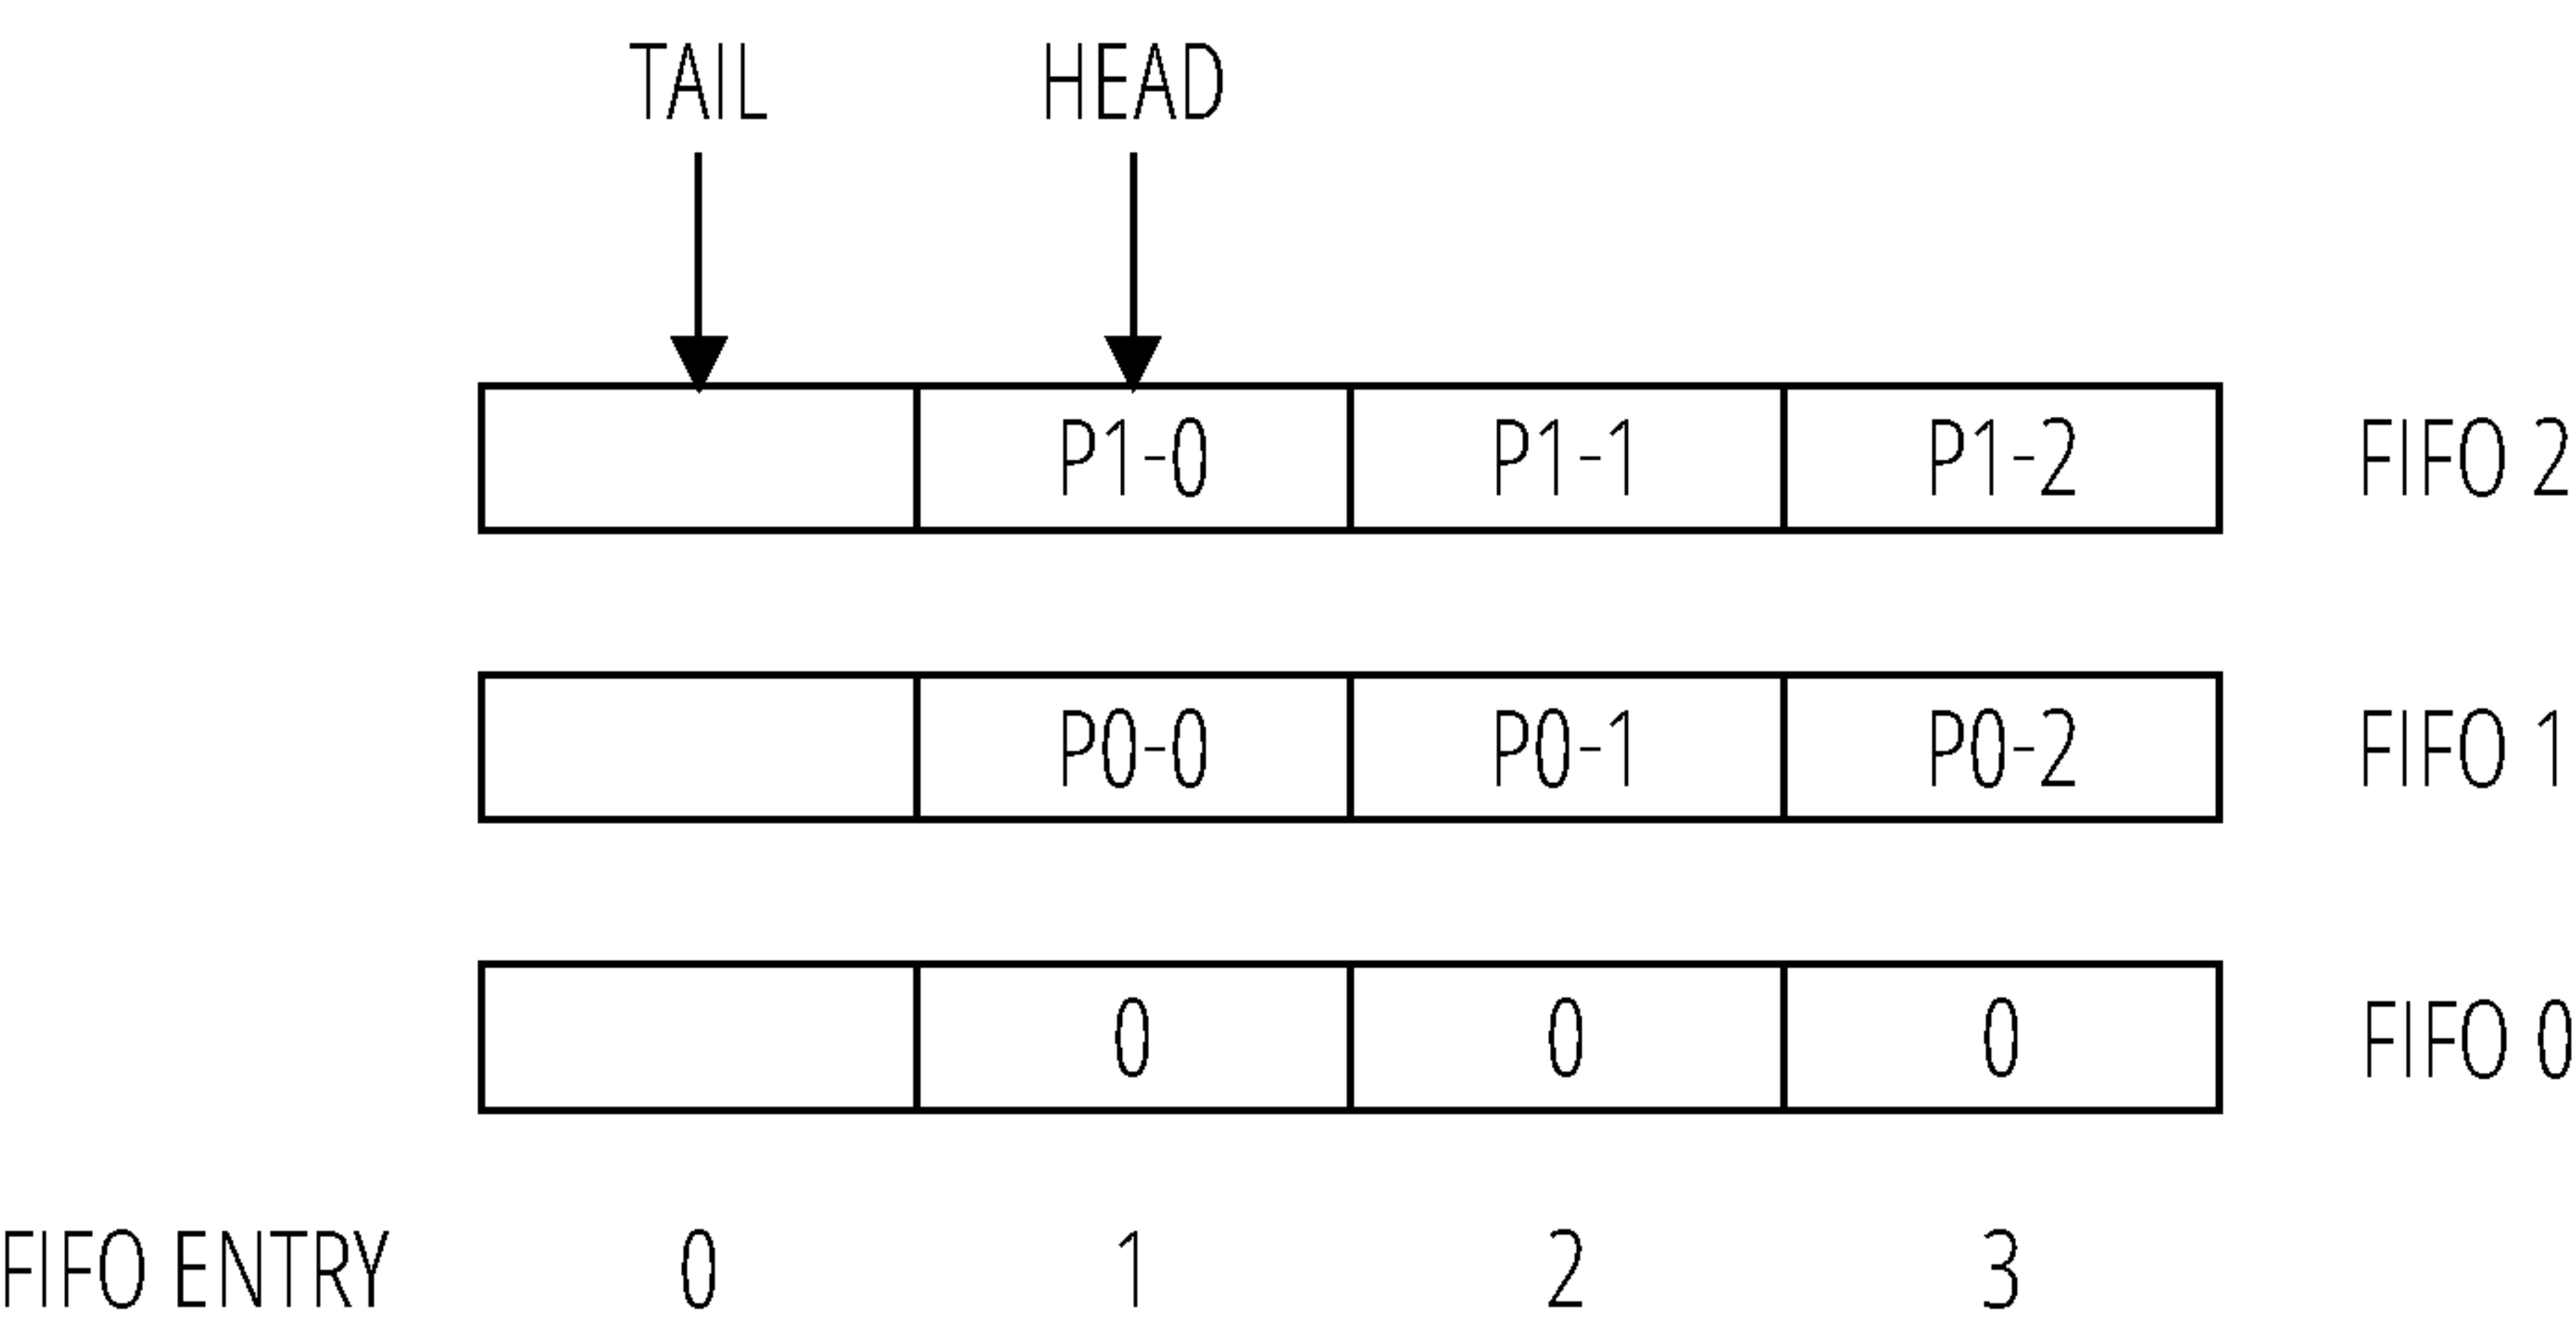 TAIL HEAD
P1-0 P1-1 P1-2 FIFO 2
P0-0 P0-1 P0-2 FIFO 1
0 0 0 FIFO 0
FIFO ENTRY 0 1 2 3